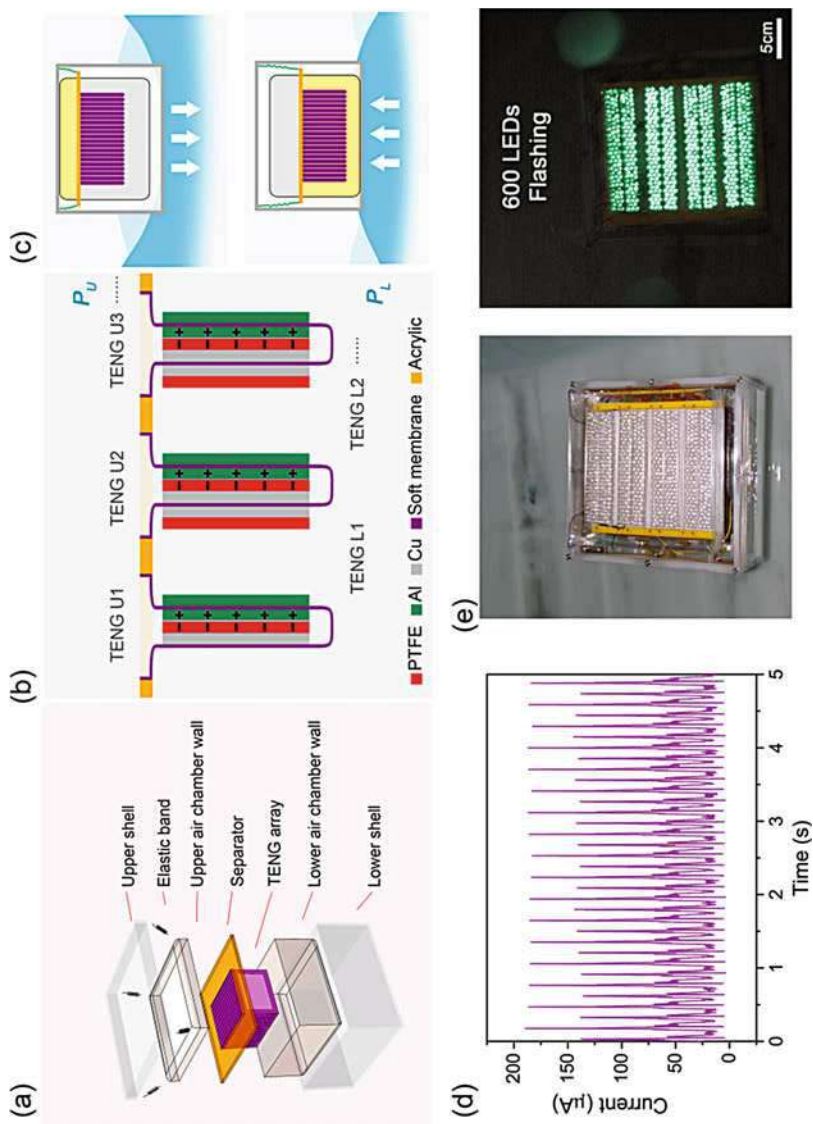 (a)
Upper shell
Elastic band
Upper air chamber wall
Separator
TENG array
Lower air chamber wall
Lower shell
(b)
TENG U1
TENG U2
TENG U3
......
P_U
+ + + + +
- - - - -
+ + + + +
- - - - -
+ + + + +
- - - - -
TENG L1
TENG L2
......
P_L
PTFE Al Cu Soft membrane Acrylic
(c)
(d)
Current (μA)
200
150
100
50
0
0 1 2 3 4 5
Time (s)
(e)
600 LEDs
Flashing
5cm